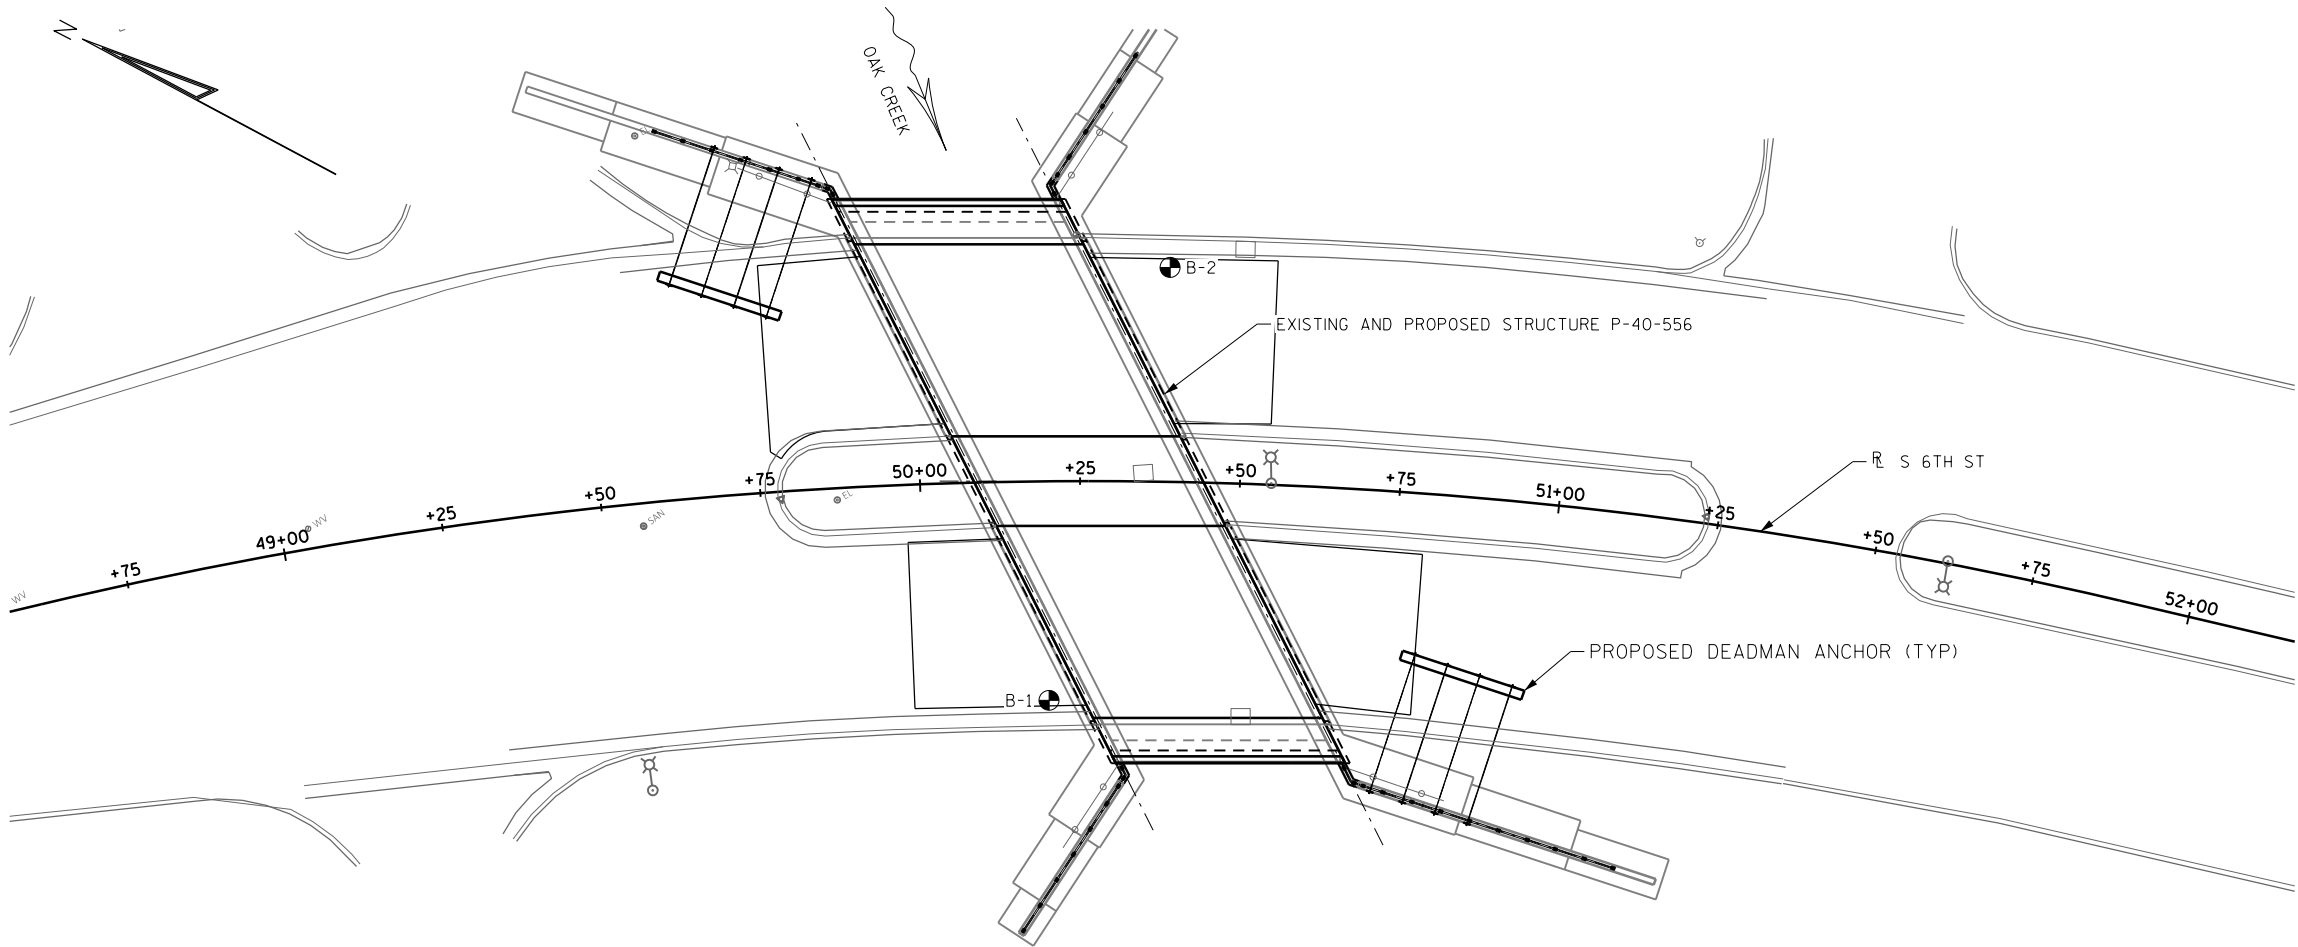 N
OAK CREEK
B-2
EXISTING AND PROPOSED STRUCTURE P-40-556
R L S 6TH ST
+75
49+00
+25
+50
+75
50+00
+25
+50
+75
51+00
+25
+50
+75
52+00
EL
SAN
WV
WV
PROPOSED DEADMAN ANCHOR (TYP)
B-1